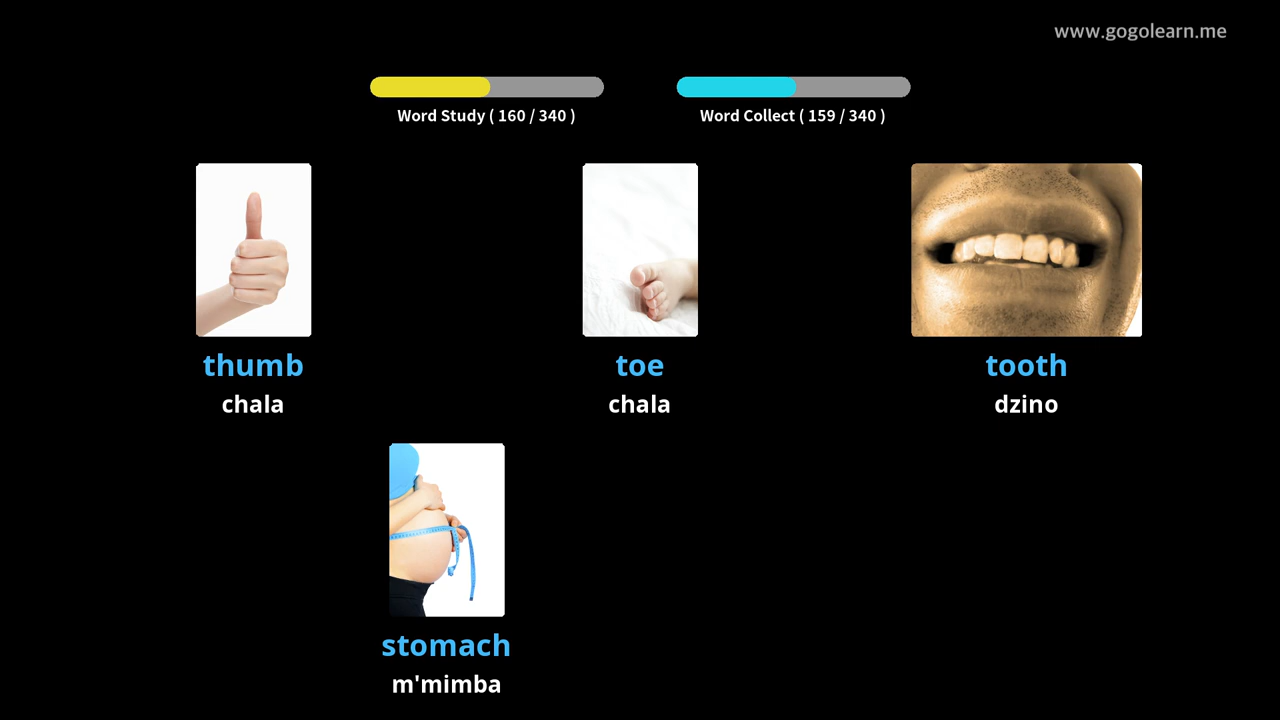 www.gogolearn.me
Word Study ( 160 / 340 )
Word Collect ( 159 / 340 )
thumb
chala
toe
chala
tooth
dzino
stomach
m'mimba